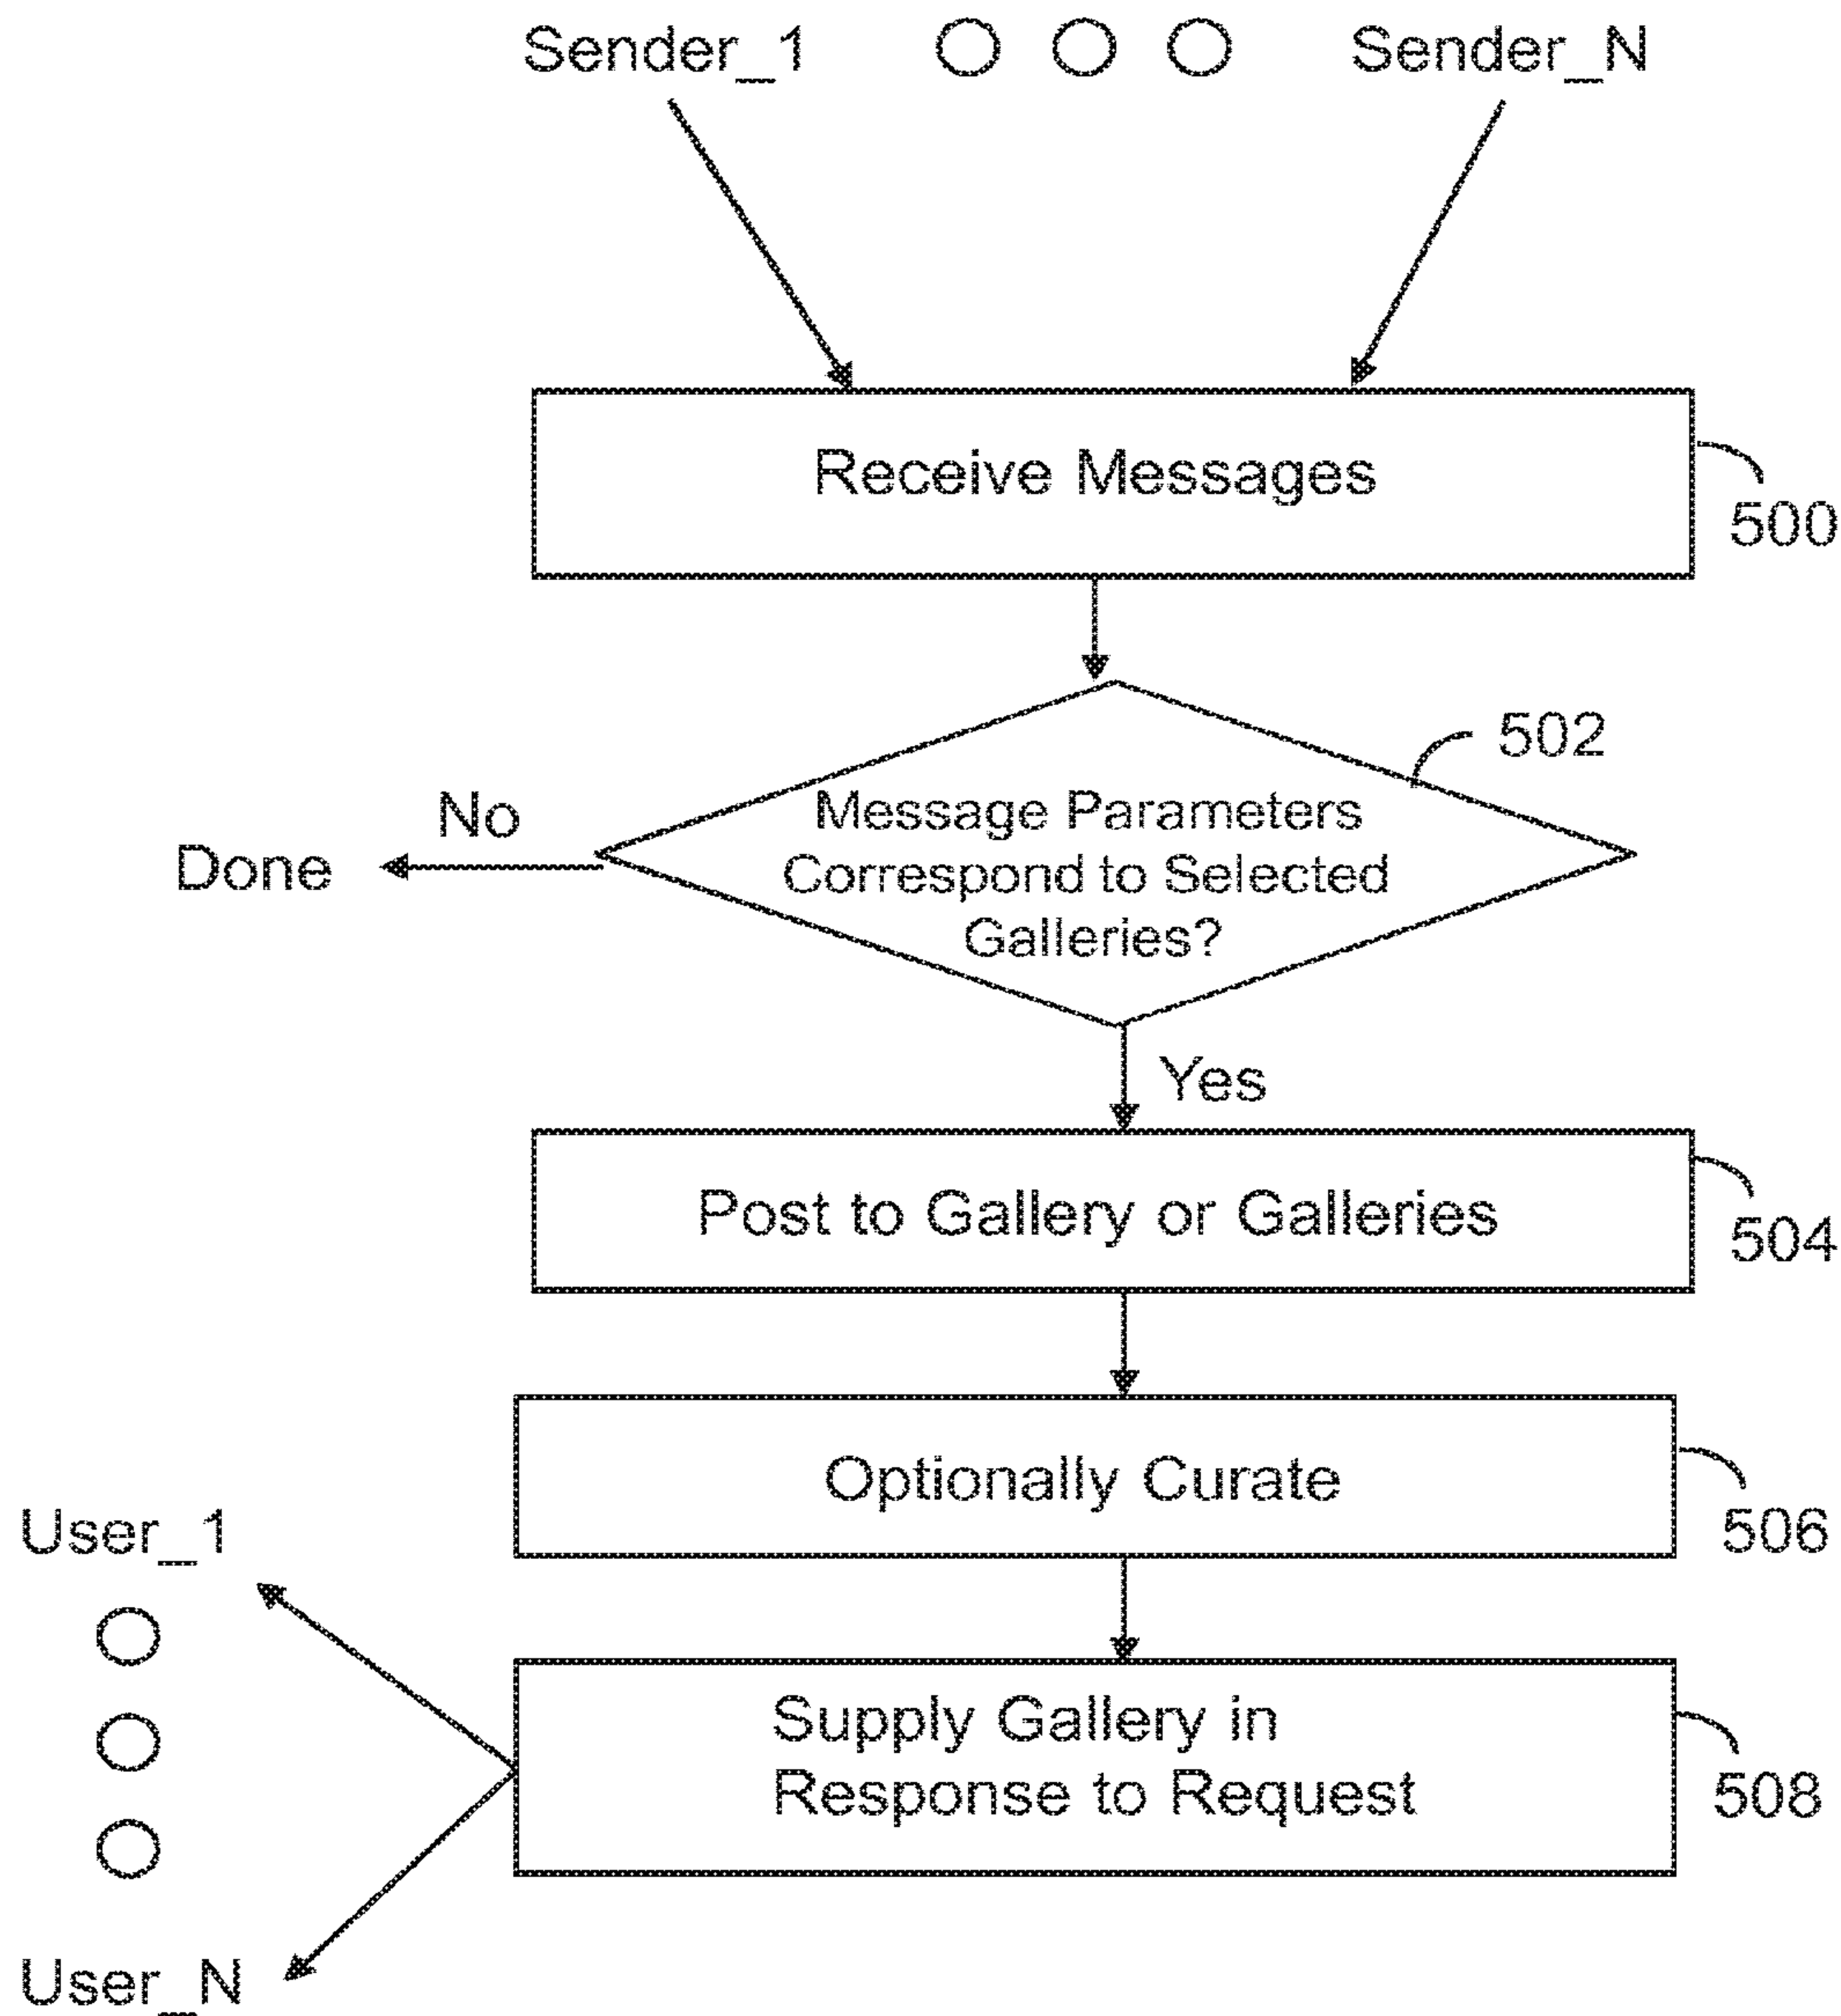 Sender_1 Sender_N
Receive Messages
500
502
Message Parameters
Correspond to Selected
Galleries?
No
Done
Yes
Post to Gallery or Galleries
504
Optionally Curate
506
User_1
Supply Gallery in
Response to Request
508
User_N